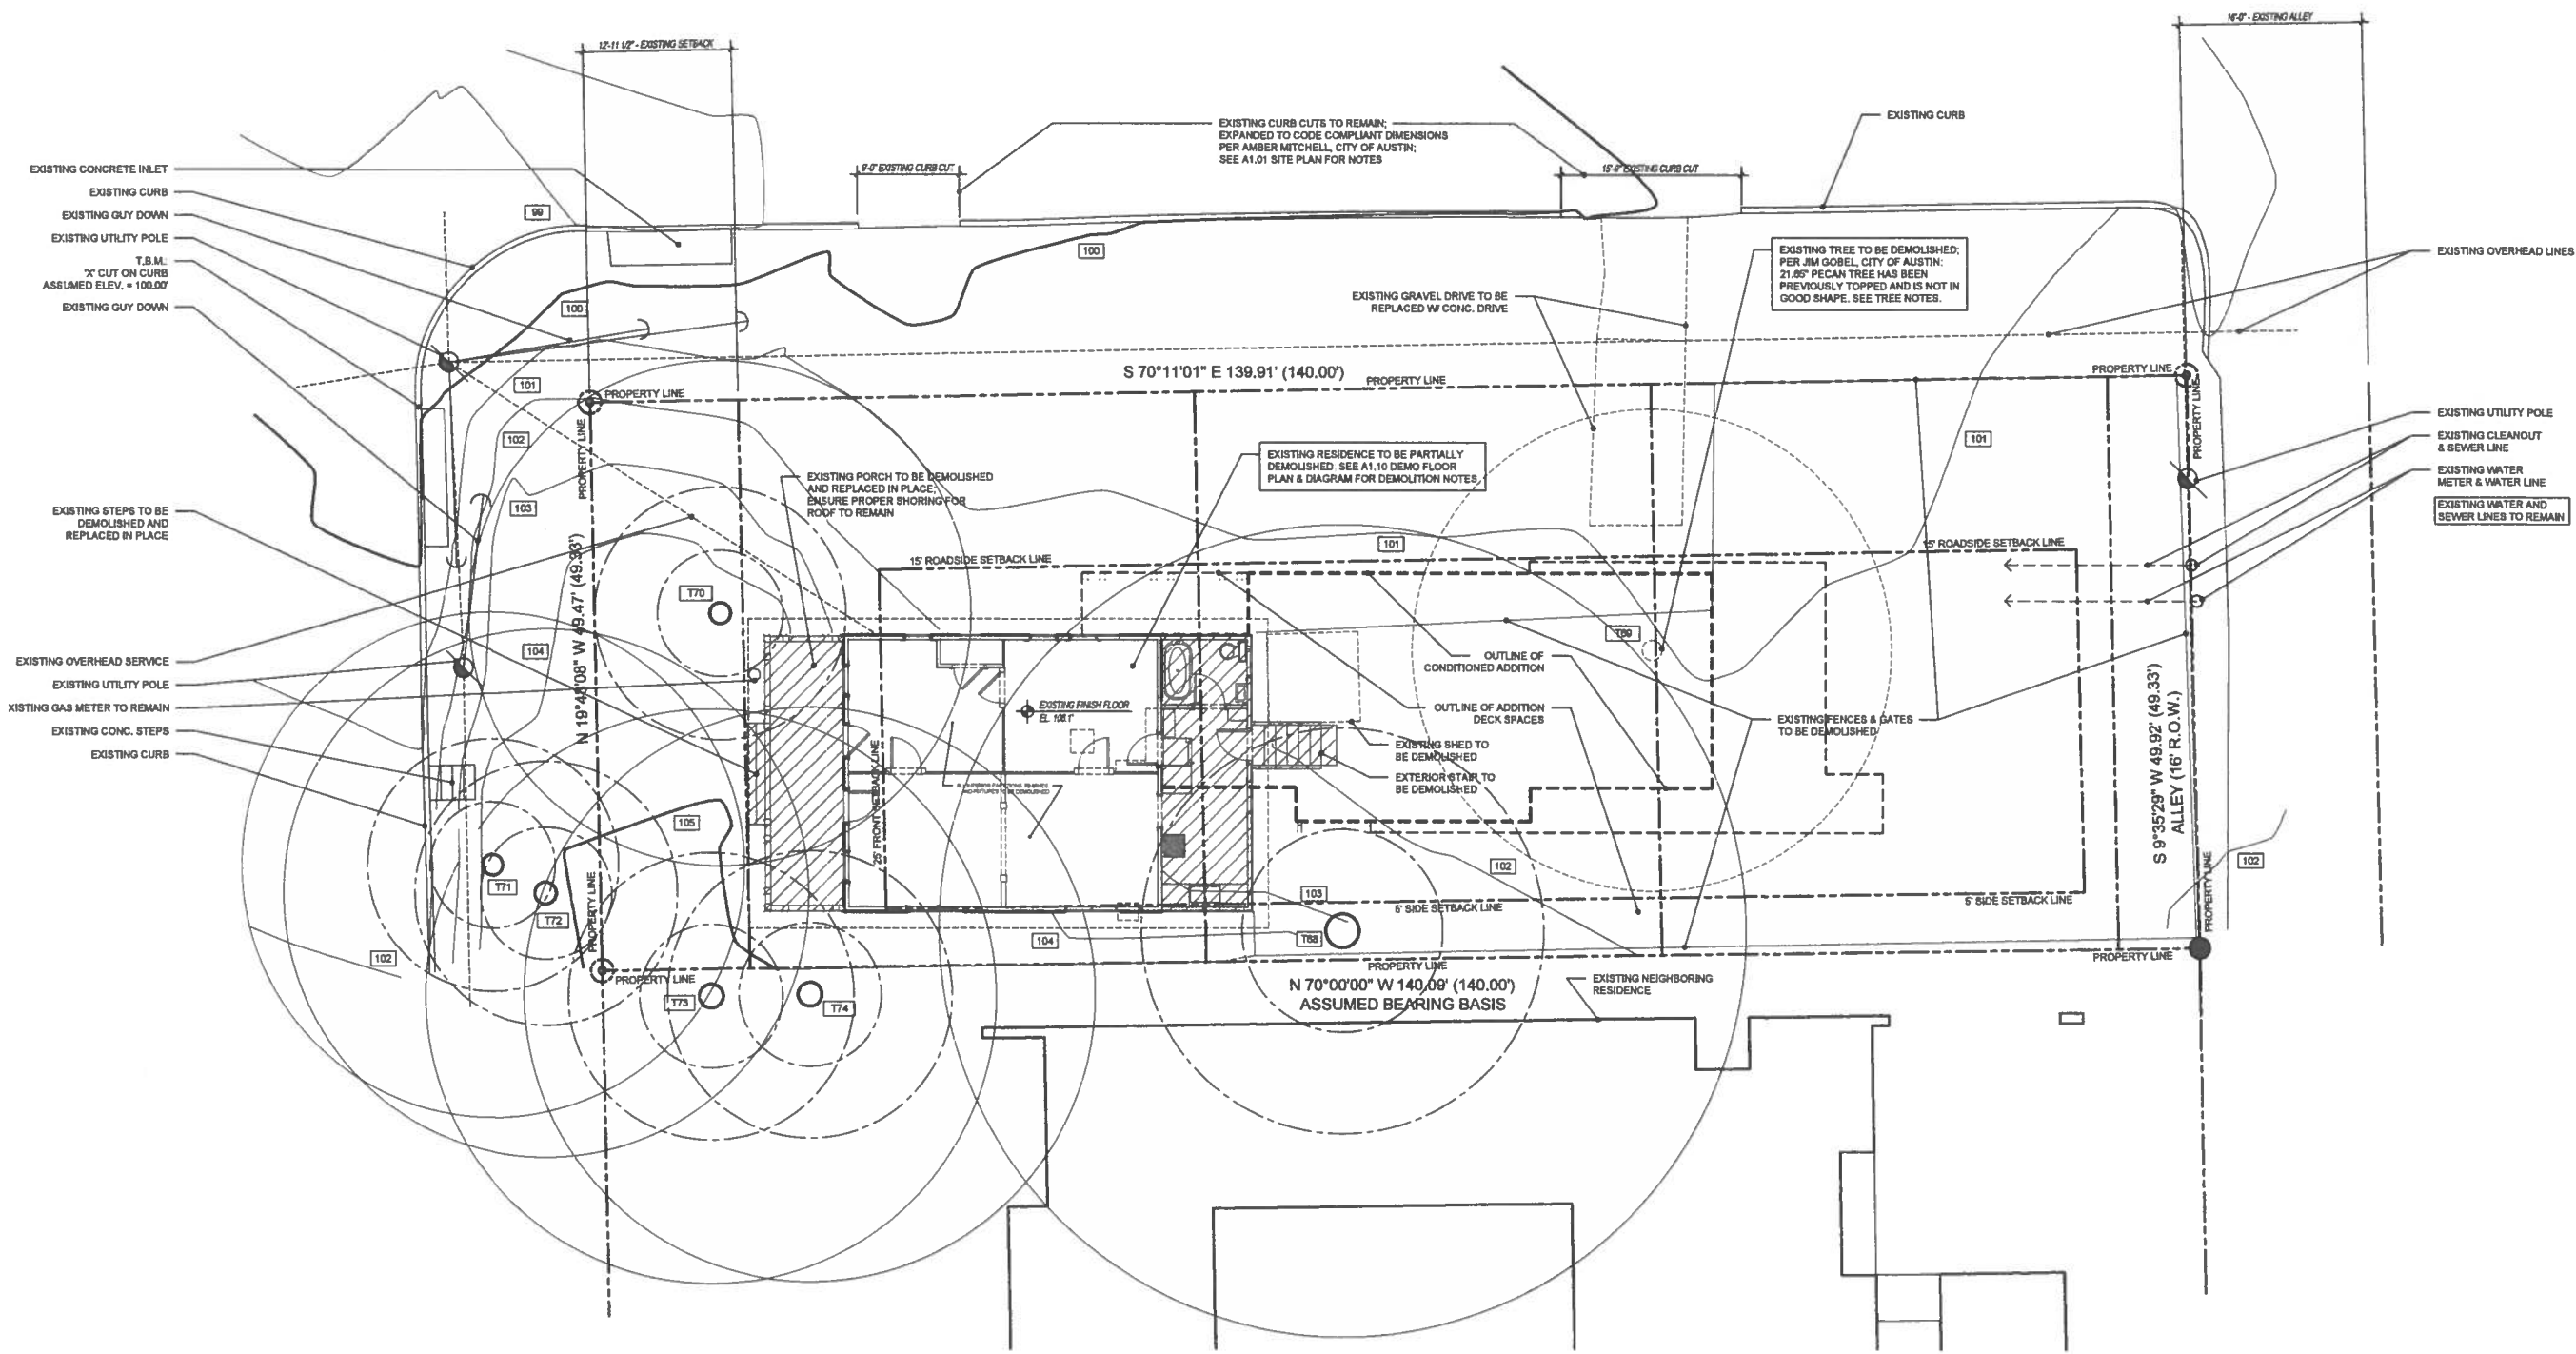 12'-11 1/2" - EXISTING SETBACK
16'-0" - EXISTING ALLEY
EXISTING CURB CUTS TO REMAIN;
EXPANDED TO CODE COMPLIANT DIMENSIONS
PER AMBER MITCHELL, CITY OF AUSTIN;
SEE A1.01 SITE PLAN FOR NOTES
EXISTING CURB
9'-0" EXISTING CURB CUT
EXISTING CURB CUT
EXISTING CONCRETE INLET
EXISTING CURB
EXISTING GUY DOWN
EXISTING UTILITY POLE
T.B.M.:
"X" CUT ON CURB
ASSUMED ELEV. = 100.00'
EXISTING GUY DOWN
99
100
100
EXISTING TREE TO BE DEMOLISHED;
PER JIM GOBEL, CITY OF AUSTIN:
21.65" PECAN TREE HAS BEEN
PREVIOUSLY TOPPED AND IS NOT IN
GOOD SHAPE. SEE TREE NOTES.
EXISTING OVERHEAD LINES
EXISTING GRAVEL DRIVE TO BE
REPLACED W/ CONC. DRIVE
S 70°11'01" E 139.91' (140.00')
PROPERTY LINE
PROPERTY LINE
PROPERTY LINE
PROPERTY LINE
PROPERTY LINE
101
102
103
101
EXISTING UTILITY POLE
EXISTING CLEANOUT
& SEWER LINE
EXISTING WATER
METER & WATER LINE
EXISTING WATER AND
SEWER LINES TO REMAIN
EXISTING PORCH TO BE DEMOLISHED
AND REPLACED IN PLACE;
ENSURE PROPER SHORING FOR
ROOF TO REMAIN
EXISTING RESIDENCE TO BE PARTIALLY
DEMOLISHED. SEE A1.10 DEMO FLOOR
PLAN & DIAGRAM FOR DEMOLITION NOTES
EXISTING STEPS TO BE
DEMOLISHED AND
REPLACED IN PLACE
15' ROADSIDE SETBACK LINE
101
15' ROADSIDE SETBACK LINE
N 19°48'08" W 49.47' (49.33')
T70
104
T69
OUTLINE OF
CONDITIONED ADDITION
EXISTING OVERHEAD SERVICE
EXISTING UTILITY POLE
XISTING GAS METER TO REMAIN
EXISTING CONC. STEPS
EXISTING CURB
EXISTING FINISH FLOOR
OUTLINE OF ADDITION
DECK SPACES
EXISTING FENCES & GATES
TO BE DEMOLISHED
EXISTING SHED TO
BE DEMOLISHED
EXTERIOR STAIR TO
BE DEMOLISHED
25' FRONT SETBACK LINE
S 9°35'29" W 49.92' (49.33')
ALLEY (16' R.O.W.)
105
T71
T72
102
102
103
5' SIDE SETBACK LINE
5' SIDE SETBACK LINE
PROPERTY LINE
PROPERTY LINE
104
T68
102
PROPERTY LINE
T73
T74
PROPERTY LINE
N 70°00'00" W 140.09' (140.00')
ASSUMED BEARING BASIS
PROPERTY LINE
EXISTING NEIGHBORING
RESIDENCE